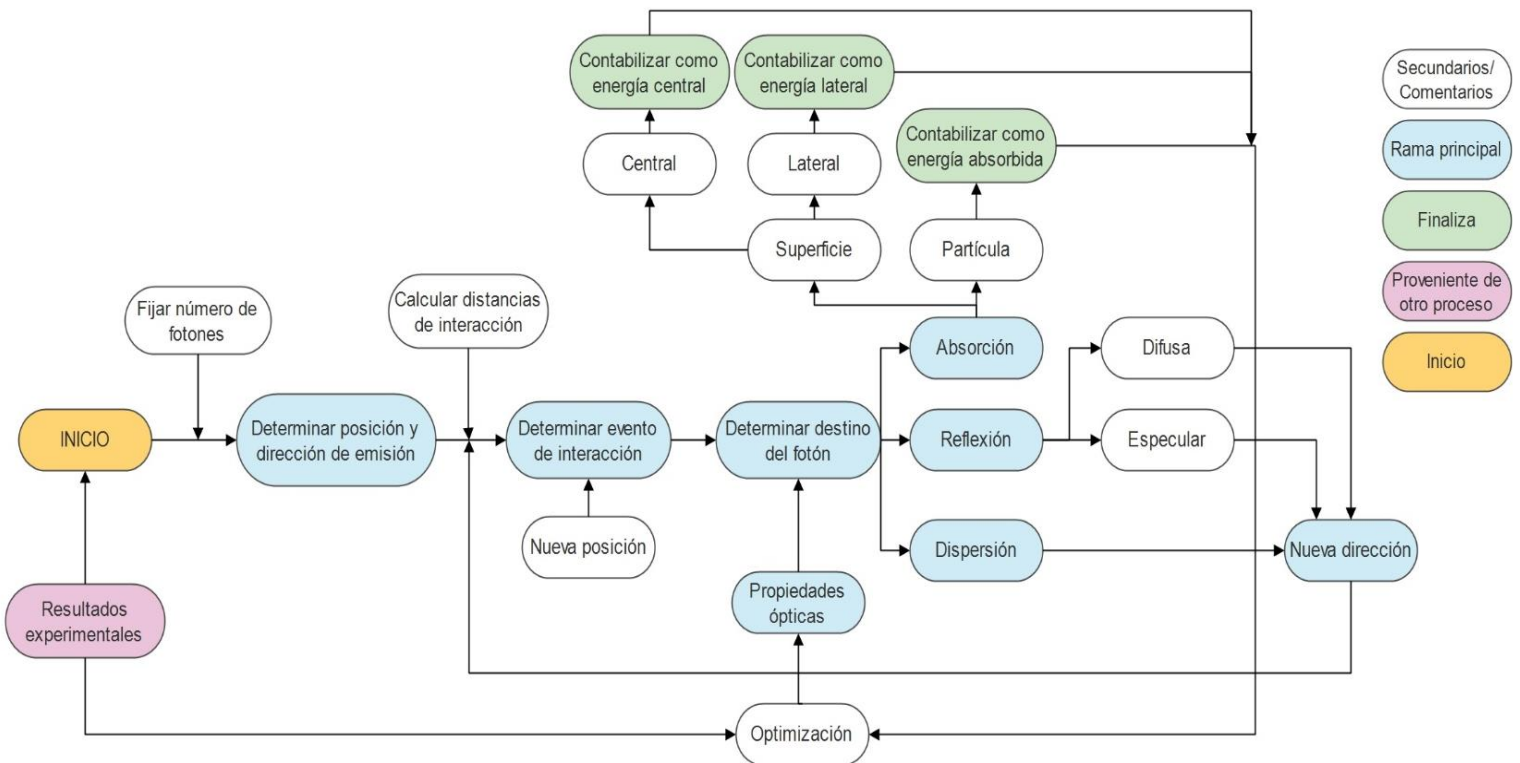 Contabilizar como
energía central
Contabilizar como
energía lateral
Contabilizar como
energía absorbida
Central
Lateral
Superficie
Partícula
Fijar número de
fotones
Calcular distancias
de interacción
Absorción
Difusa
INICIO
Determinar posición y
dirección de emisión
Determinar evento
de interacción
Determinar destino
del fotón
Reflexión
Especular
Nueva posición
Dispersión
Nueva dirección
Resultados
experimentales
Propiedades
ópticas
Optimización
Secundarios/
Comentarios
Rama principal
Finaliza
Proveniente de
otro proceso
Inicio